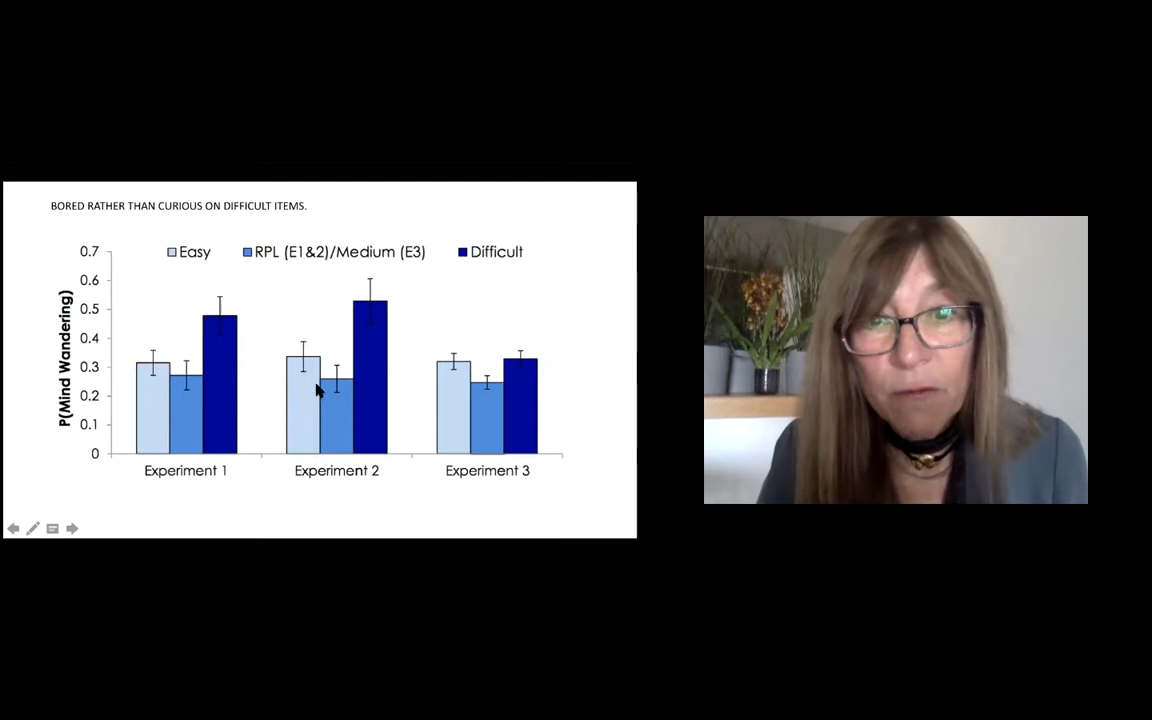 BORED RATHER THAN CURIOUS ON DIFFICULT ITEMS.
Easy RPL (E1&2)/Medium (E3) Difficult
P(Mind Wandering)
0.7
0.6
0.5
0.4
0.3
0.2
0.1
0
Experiment 1 Experiment 2 Experiment 3